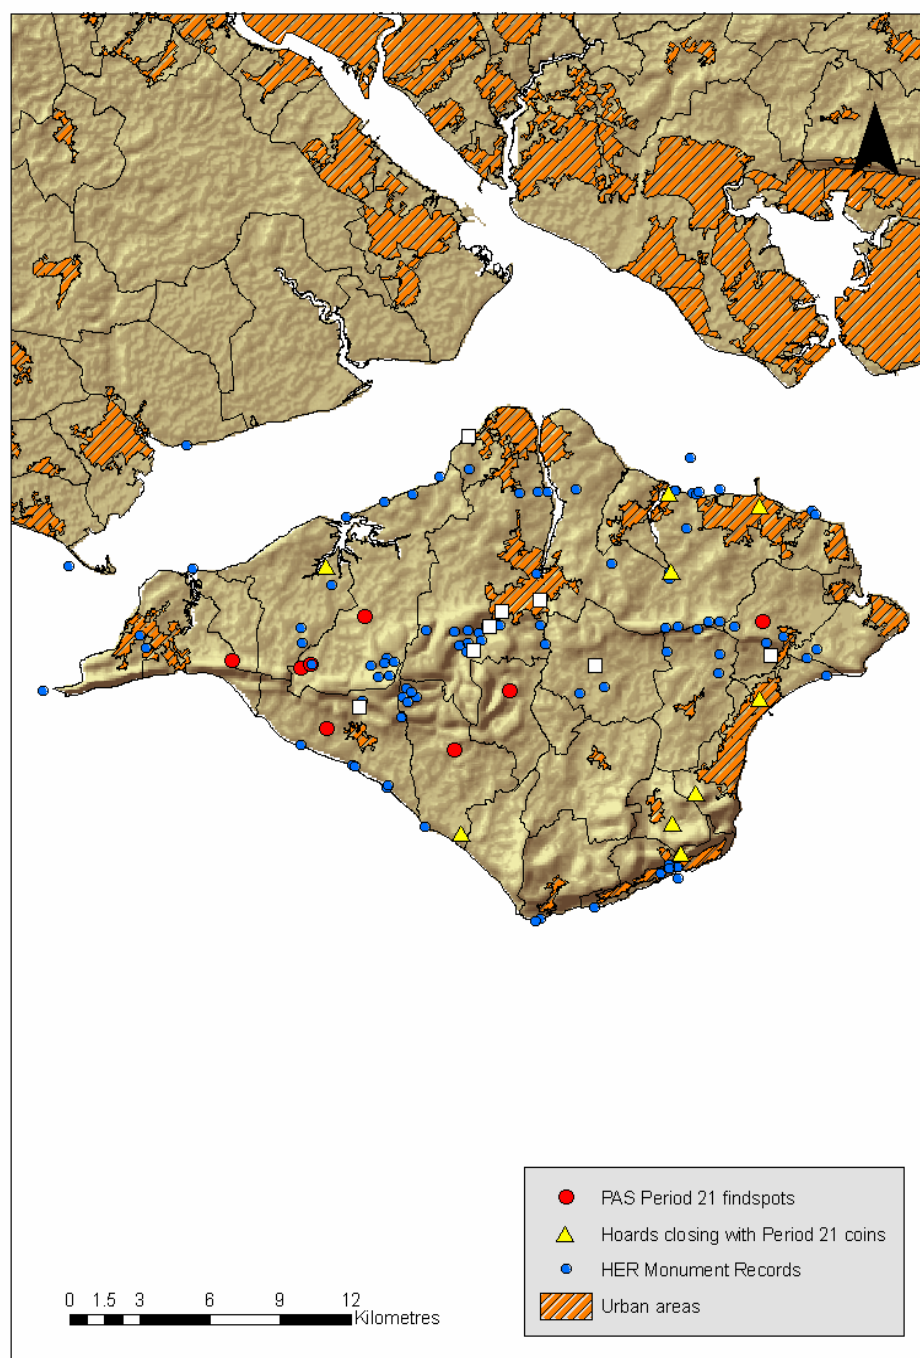 N
PAS Period 21 findspots
Hoards closing with Period 21 coins
HER Monument Records
Urban areas
0 1.5 3 6 9 12
Kilometres